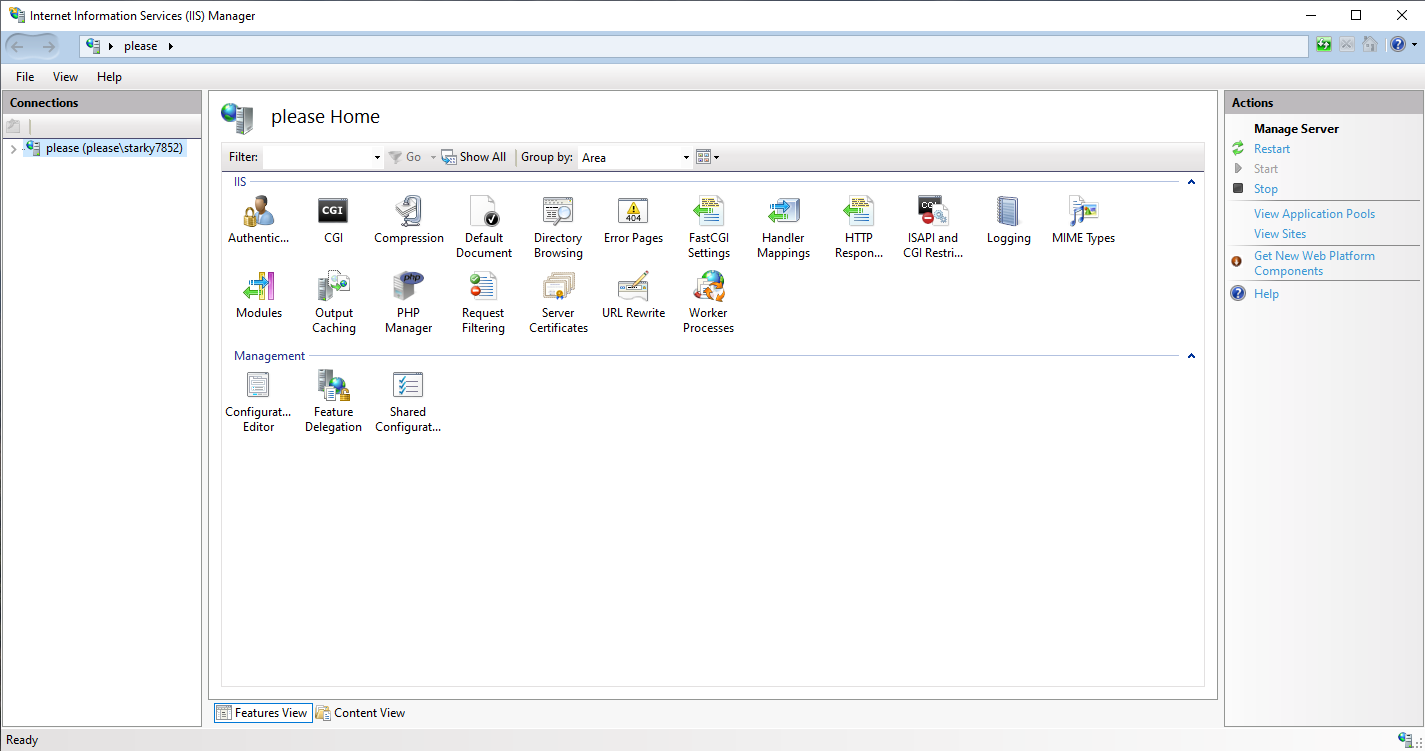 Internet Information Services (IIS) Manager
please
File View Help
Connections
please (please\starky7852)
please Home
Filter: Go Show All Group by: Area
IIS
Authentic... CGI Compression Default Document Directory Browsing Error Pages FastCGI Settings Handler Mappings HTTP Respon... ISAPI and CGI Restri... Logging MIME Types
Modules Output Caching PHP Manager Request Filtering Server Certificates URL Rewrite Worker Processes
Management
Configurat... Editor Feature Delegation Shared Configurat...
Features View Content View
Actions
Manage Server
Restart
Start
Stop
View Application Pools
View Sites
Get New Web Platform
Components
Help
Ready